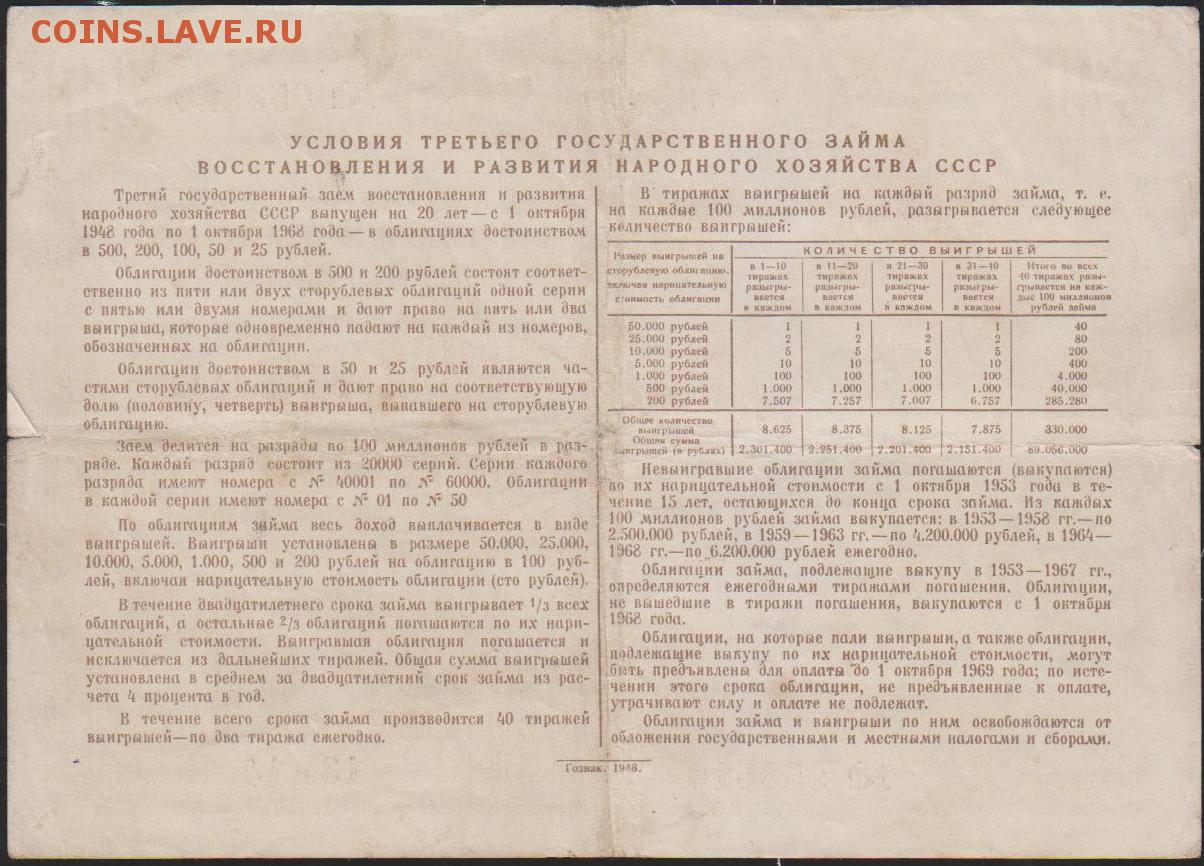 COINS.LAVE.RU
УСЛОВИЯ ТРЕТЬЕГО ГОСУДАРСТВЕННОГО ЗАЙМА
ВОССТАНОВЛЕНИЯ И РАЗВИТИЯ НАРОДНОГО ХОЗЯЙСТВА СССР
Третий государственный заем восстановления и развития
народного хозяйства СССР выпущен на 20 лет—с 1 октября
1948 года по 1 октября 1968 года—в облигациях достоинством
в 500, 200, 100, 50 и 25 рублей.
Облигации достоинством в 500 и 200 рублей состоят соответ-
ственно из пяти или двух сторублевых облигаций одной серии
с пятью или двумя номерами и дают право на пять или два
выигрыша, которые одновременно падают на каждый из номеров,
обозначенных на облигации.
Облигации достоинством в 50 и 25 рублей являются ча-
стями сторублевых облигаций и дают право на соответствующую
долю (половину, четверть) выигрыша, выпавшего на сторублевую
облигацию.
Заем делится на разряды по 100 миллионов рублей в раз-
ряде. Каждый разряд состоит из 20000 серий. Серии каждого
разряда имеют номера с № 40001 по № 60000. Облигации
в каждой серии имеют номера с № 01 по № 50
По облигациям займа весь доход выплачивается в виде
выигрышей. Выигрыши установлены в размере 50.000, 25.000,
10.000, 5.000, 1.000, 500 и 200 рублей на облигацию в 100 руб-
лей, включая нарицательную стоимость облигации (сто рублей).
В течение двадцатилетнего срока займа выигрывает 1/3 всех
облигаций, а остальные 2/3 облигаций погашаются по их нари-
цательной стоимости. Выигравшая облигация погашается и
исключается из дальнейших тиражей. Общая сумма выигрышей
установлена в среднем за двадцатилетний срок займа из рас-
чета 4 процента в год.
В течение всего срока займа производится 40 тиражей
выигрышей—по два тиража ежегодно.
В тиражах выигрышей на каждый разряд займа, т. е.
на каждые 100 миллионов рублей, разыгрывается следующее
количество выигрышей:
Размер выигрышей на
сторублевую облигацию,
включая нарицательную
стоимость облигации
КОЛИЧЕСТВО ВЫИГРЫШЕЙ
в 1—10 тиражах разыгры-вается в каждом
в 11—20 тиражах разыгры-вается в каждом
в 21—30 тиражах разыгры-вается в каждом
в 31—40 тиражах разыгры-вается в каждом
Итого во всех 40 тиражах разы-грывается на каж-дые 100 миллионов рублей займа
50.000 рублей 1 1 1 1 40
25.000 рублей 2 2 2 2 80
10.000 рублей 5 5 5 5 200
5.000 рублей 10 10 10 10 400
1.000 рублей 100 100 100 100 4.000
500 рублей 1.000 1.000 1.000 1.000 40.000
200 рублей 7.507 7.257 7.007 6.757 285.280
Общее количество
выигрышей 8.625 8.375 8.125 7.875 330.000
Общая сумма
выигрышей (в рублях) 2.301.400 2.251.400 2.201.400 2.151.400 89.056.000
Невыигравшие облигации займа погашаются (выкупаются)
по их нарицательной стоимости с 1 октября 1953 года в те-
чение 15 лет, остающихся до конца срока займа. Из каждых
100 миллионов рублей займа выкупается: в 1953—1958 гг.—по
2.500.000 рублей, в 1959—1963 гг.—по 4.200.000 рублей, в 1964—
1968 гг.—по 6.200.000 рублей ежегодно.
Облигации займа, подлежащие выкупу в 1953—1967 гг.,
определяются ежегодными тиражами погашения. Облигации,
не вышедшие в тиражи погашения, выкупаются с 1 октября
1968 года.
Облигации, на которые пали выигрыши, а также облигации,
подлежащие выкупу по их нарицательной стоимости, могут
быть предъявлены для оплаты до 1 октября 1969 года; по исте-
чении этого срока облигации, не предъявленные к оплате,
утрачивают силу и оплате не подлежат.
Облигации займа и выигрыши по ним освобождаются от
обложения государственными и местными налогами и сборами.
Гознак. 1948.